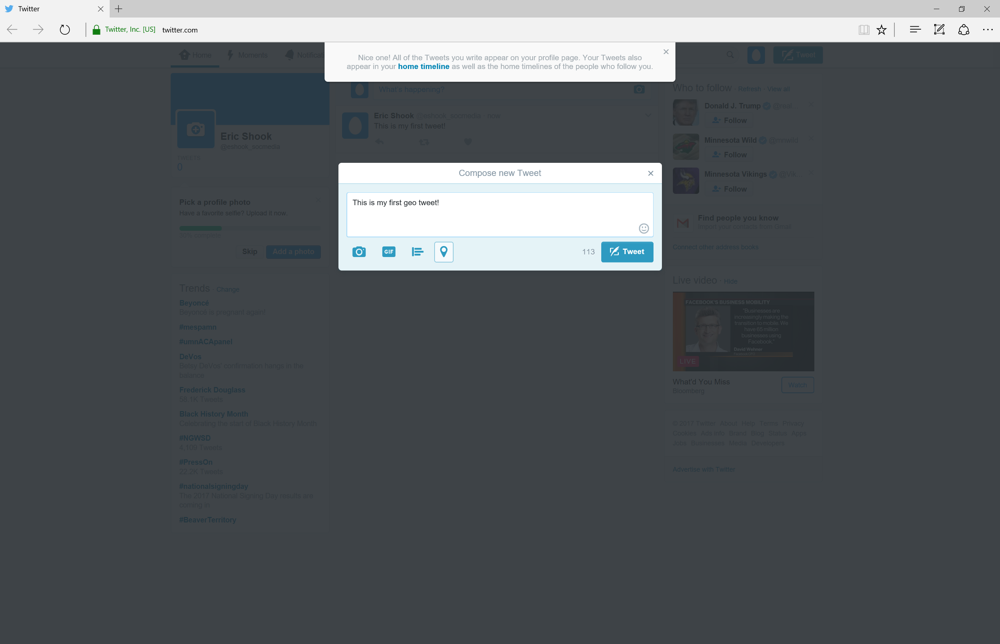 Twitter
Twitter, Inc. [US] twitter.com
Home Moments
Nice one! All of the Tweets you write appear on your profile page. Your Tweets also
appear in your home timeline as well as the home timelines of the people who follow you.
Tweet
What's happening?
Eric Shook @eshook_socmedia · now
This is my first tweet!
Eric Shook
@eshook_socmedia
TWEETS
0
Pick a profile photo
Have a favorite selfie? Upload it now.
30% complete
Skip Add a photo
Trends · Change
Beyoncé
Beyoncé is pregnant again!
#mespamn
#umnACApanel
DeVos
Betsy DeVos' confirmation hangs in the
balance
Frederick Douglass
58.1K Tweets
Black History Month
Celebrating the start of Black History Month
#NGWSD
4,109 Tweets
#PressOn
22.2K Tweets
#nationalsigningday
The 2017 National Signing Day results are
coming in
#BeaverTerritory
Compose new Tweet
This is my first geo tweet!
GIF
113 Tweet
Who to follow · Refresh · View all
Donald J. Trump @real...
Follow
Minnesota Wild @mnwild
Follow
Minnesota Vikings @Vik...
Follow
Find people you know
Import your contacts from Gmail
Connect other address books
Live video · Hide
FACEBOOK'S BUSINESS MOBILITY
"Businesses are
increasingly making the
transition to mobile. We
have 65 million
businesses using
Facebook."
David Wehner
Facebook CFO
LIVE
What'd You Miss
Bloomberg
Watch
© 2017 Twitter About Help Terms Privacy
Cookies Ads info Brand Blog Status Apps
Jobs Businesses Media Developers
Advertise with Twitter